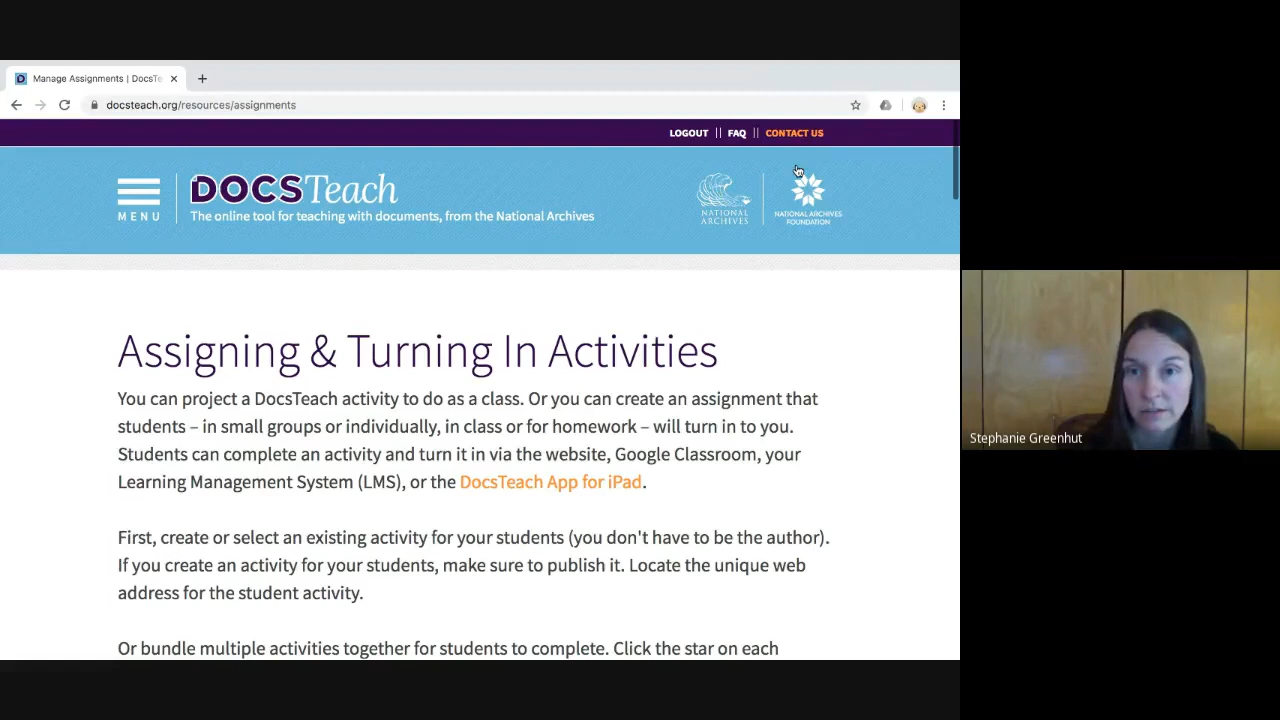 Manage Assignments | DocsTe
docsteach.org/resources/assignments
LOGOUT || FAQ || CONTACT US
MENU
DOCSTeach
The online tool for teaching with documents, from the National Archives
NATIONAL ARCHIVES
NATIONAL ARCHIVES FOUNDATION
Assigning & Turning In Activities
You can project a DocsTeach activity to do as a class. Or you can create an assignment that
students – in small groups or individually, in class or for homework – will turn in to you.
Students can complete an activity and turn it in via the website, Google Classroom, your
Learning Management System (LMS), or the DocsTeach App for iPad.
First, create or select an existing activity for your students (you don't have to be the author).
If you create an activity for your students, make sure to publish it. Locate the unique web
address for the student activity.
Or bundle multiple activities together for students to complete. Click the star on each
Stephanie Greenhut